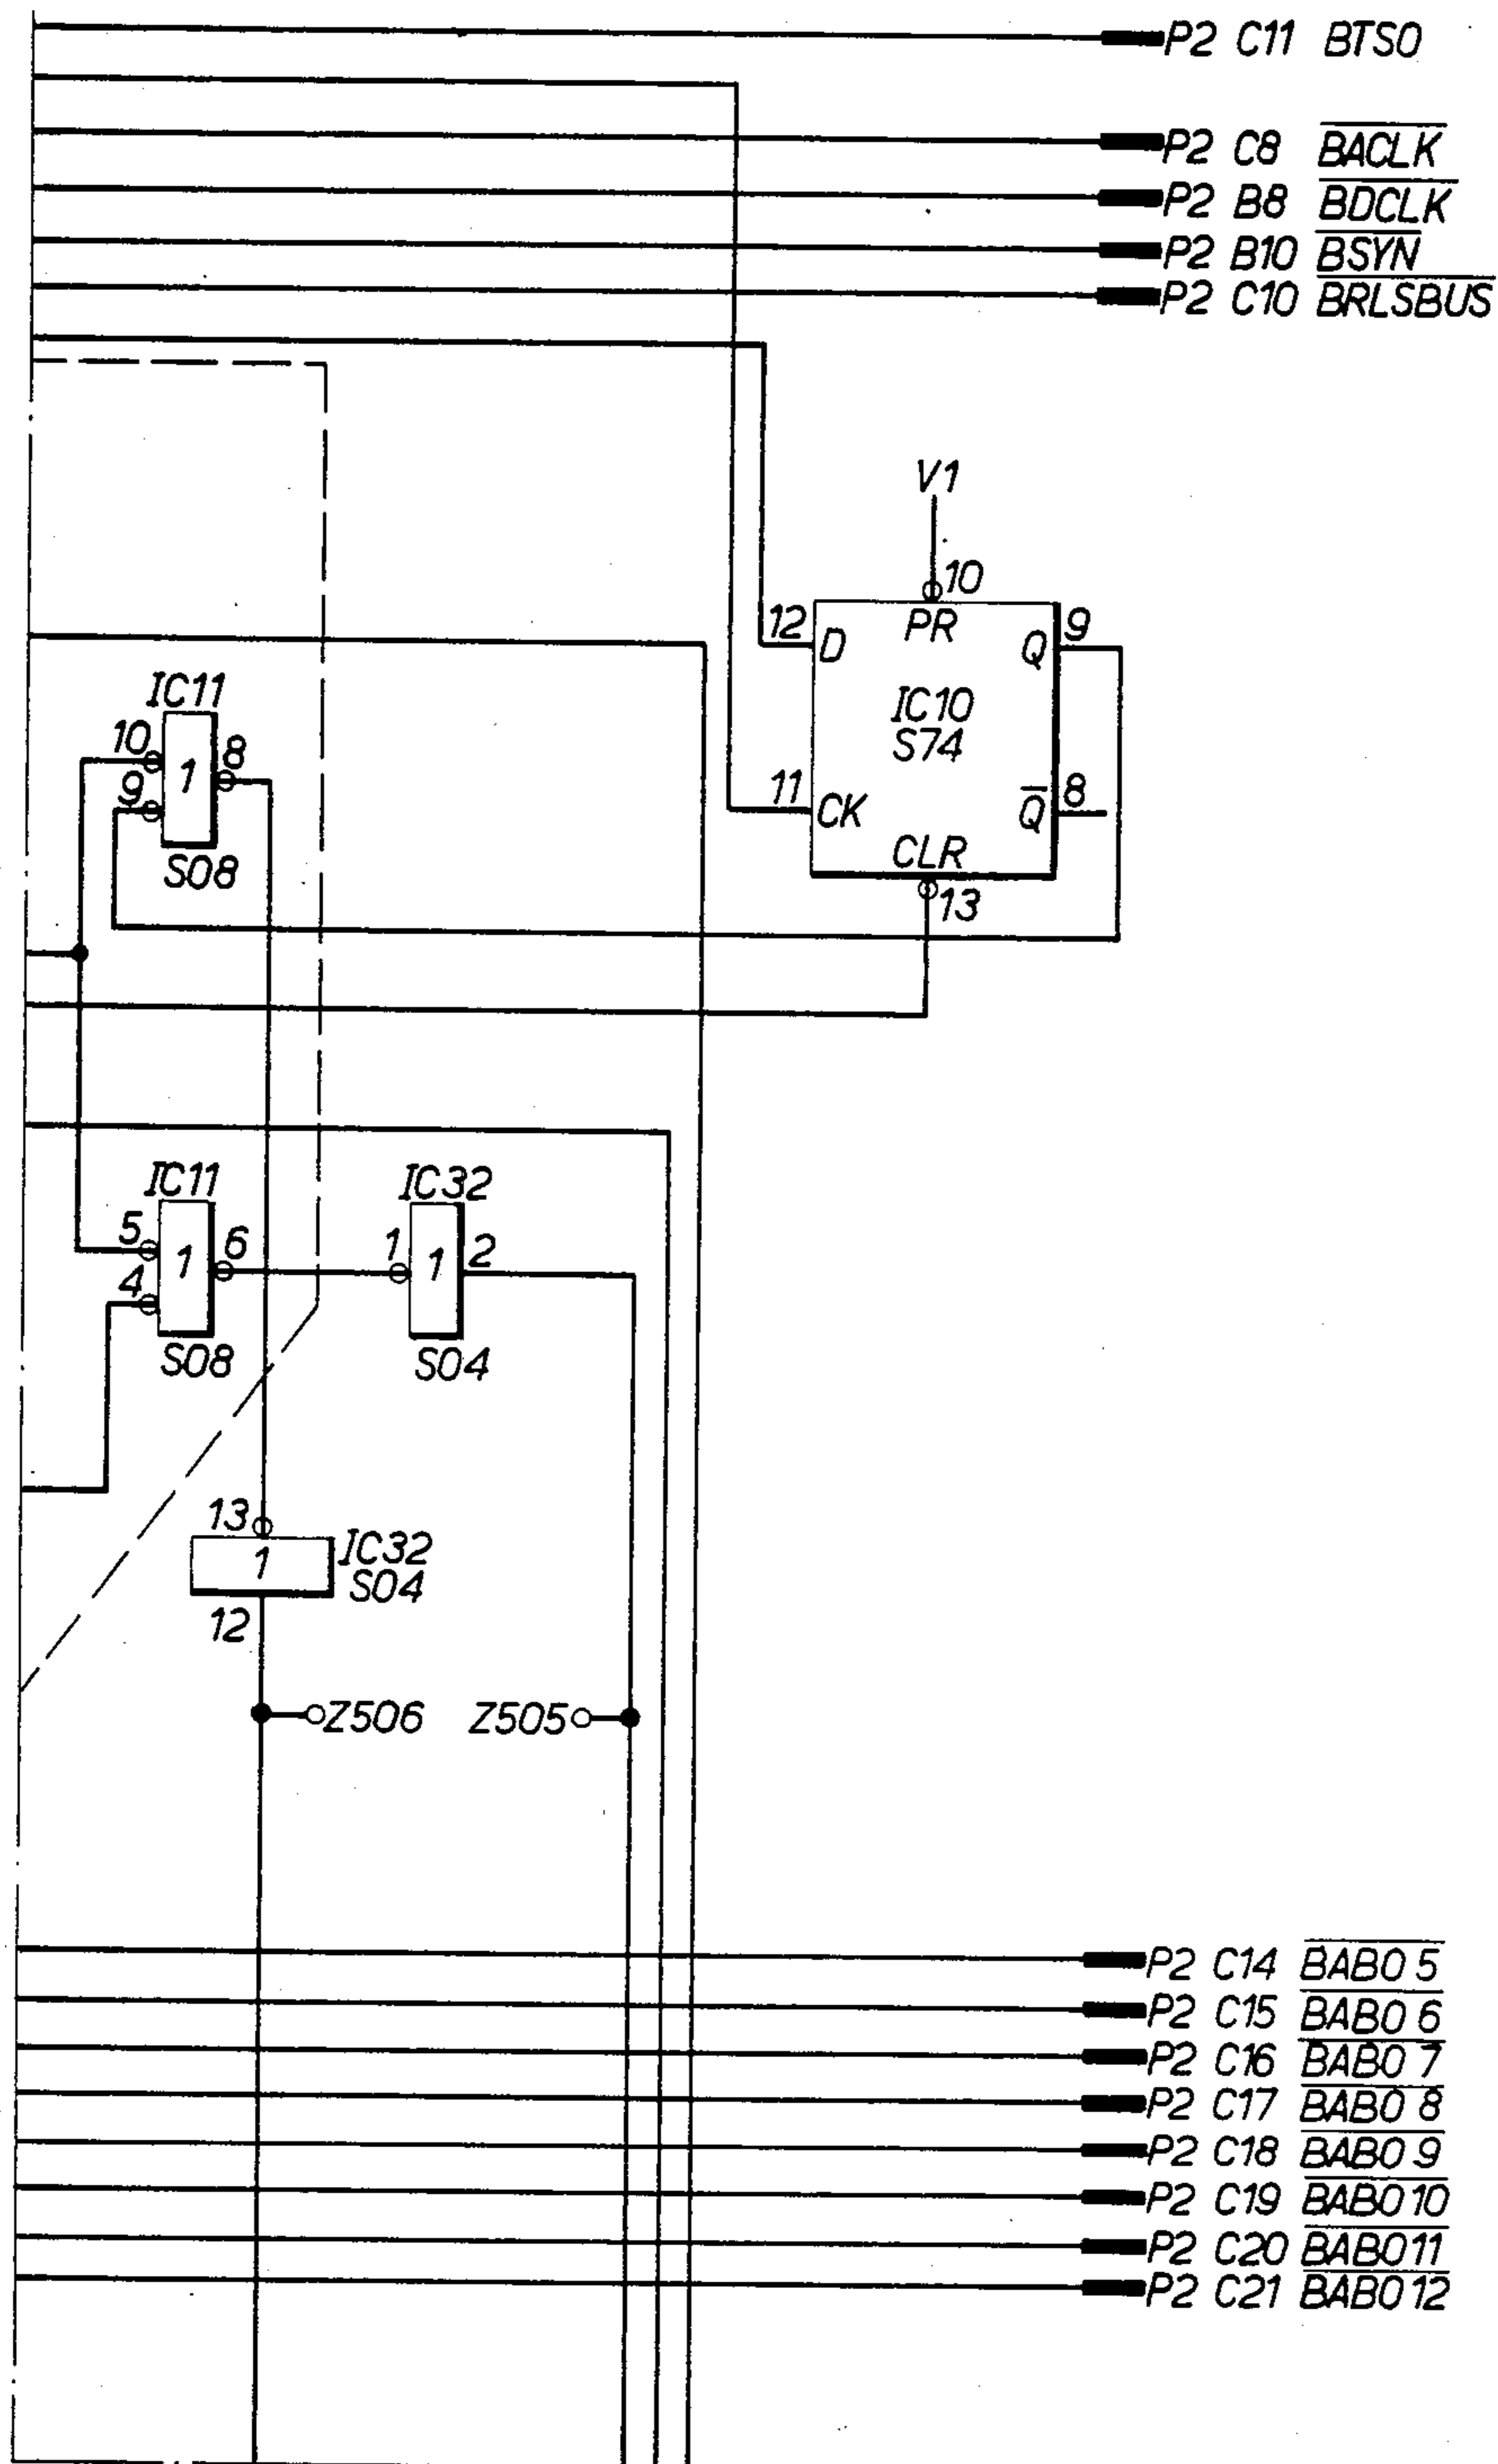 P2 C11 BTSO
P2 C8 BACLK
P2 B8 BDCLK
P2 B10 BSYN
P2 C10 BRLSBUS
V1
10
12 D PR Q 9
IC10
S74
11 CK Q 8
CLR
13
IC11
10 8
1
9
S08
IC11
5 6
1
4
S08
IC32
1 1 2
S04
13
1 IC32
S04
12
Z506 Z505
P2 C14 BABO 5
P2 C15 BABO 6
P2 C16 BABO 7
P2 C17 BABO 8
P2 C18 BABO 9
P2 C19 BABO 10
P2 C20 BABO 11
P2 C21 BABO 12